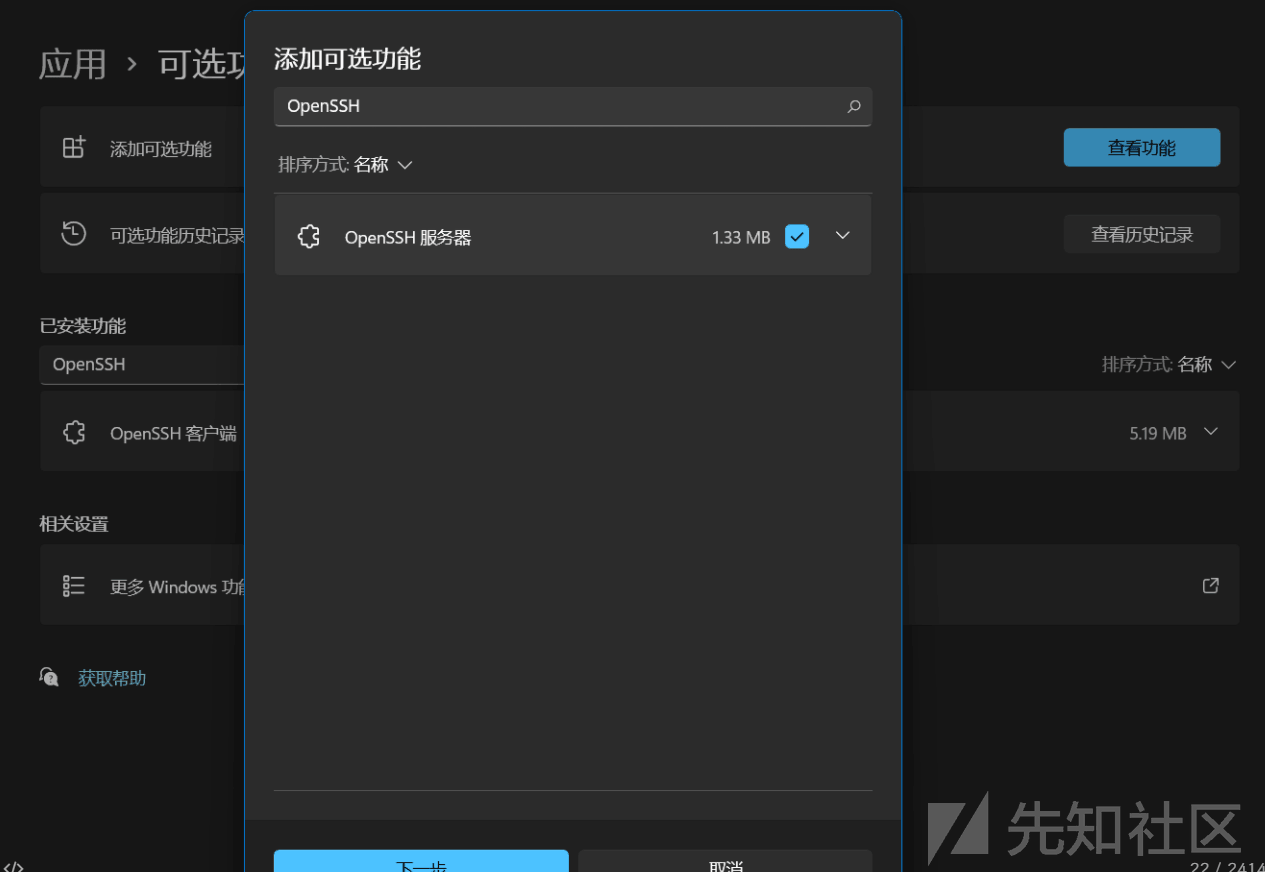 应用 › 可选功
添加可选功能
查看功能
可选功能历史记录
查看历史记录
已安装功能
OpenSSH
排序方式: 名称
OpenSSH 客户端
5.19 MB
相关设置
更多 Windows 功能
获取帮助
添加可选功能
OpenSSH
排序方式: 名称
OpenSSH 服务器
1.33 MB
下一步
取消
先知社区
22 / 2414